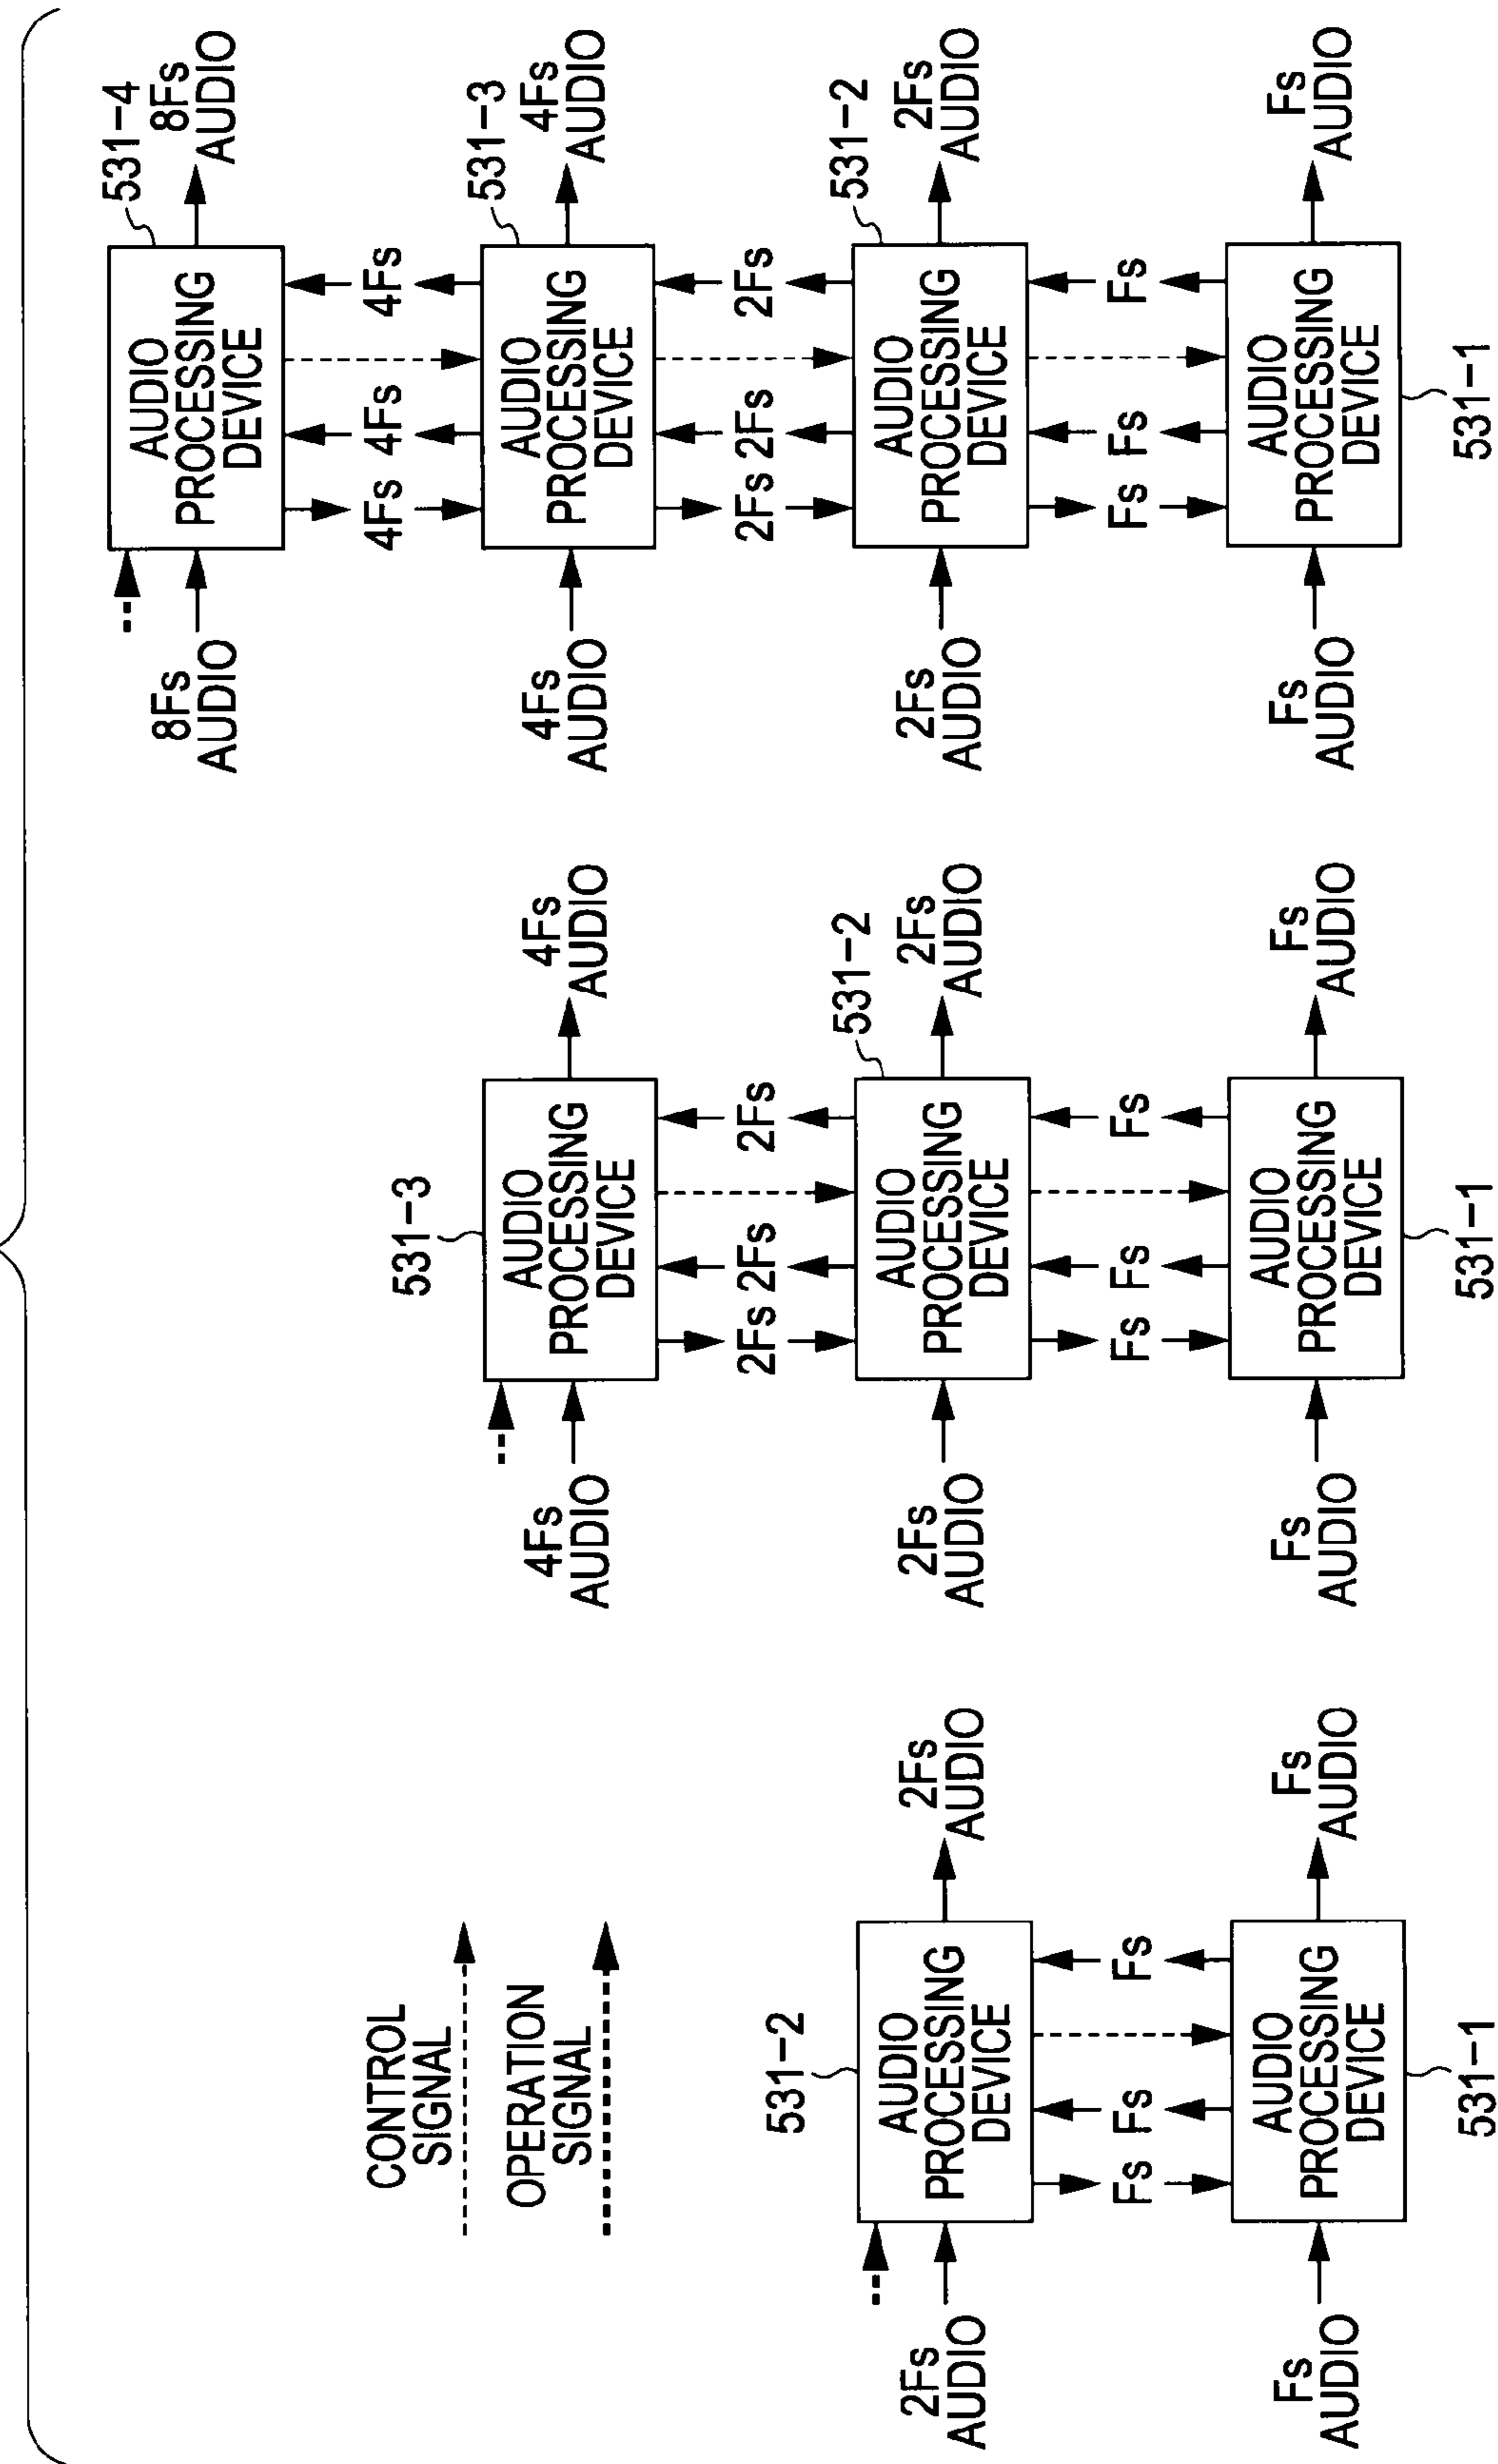 CONTROL
SIGNAL
OPERATION
SIGNAL
531-2
2Fs
AUDIO
AUDIO
PROCESSING
DEVICE
2Fs
AUDIO
Fs Fs Fs
Fs
AUDIO
AUDIO
PROCESSING
DEVICE
Fs
AUDIO
531-1
531-3
4Fs
AUDIO
AUDIO
PROCESSING
DEVICE
4Fs
AUDIO
2Fs 2Fs 2Fs
531-2
2Fs
AUDIO
AUDIO
PROCESSING
DEVICE
2Fs
AUDIO
Fs Fs Fs
Fs
AUDIO
AUDIO
PROCESSING
DEVICE
Fs
AUDIO
531-1
531-4
8Fs
AUDIO
AUDIO
PROCESSING
DEVICE
8Fs
AUDIO
4Fs 4Fs 4Fs
531-3
4Fs
AUDIO
AUDIO
PROCESSING
DEVICE
4Fs
AUDIO
2Fs 2Fs 2Fs
531-2
2Fs
AUDIO
AUDIO
PROCESSING
DEVICE
2Fs
AUDIO
Fs Fs Fs
Fs
AUDIO
AUDIO
PROCESSING
DEVICE
Fs
AUDIO
531-1